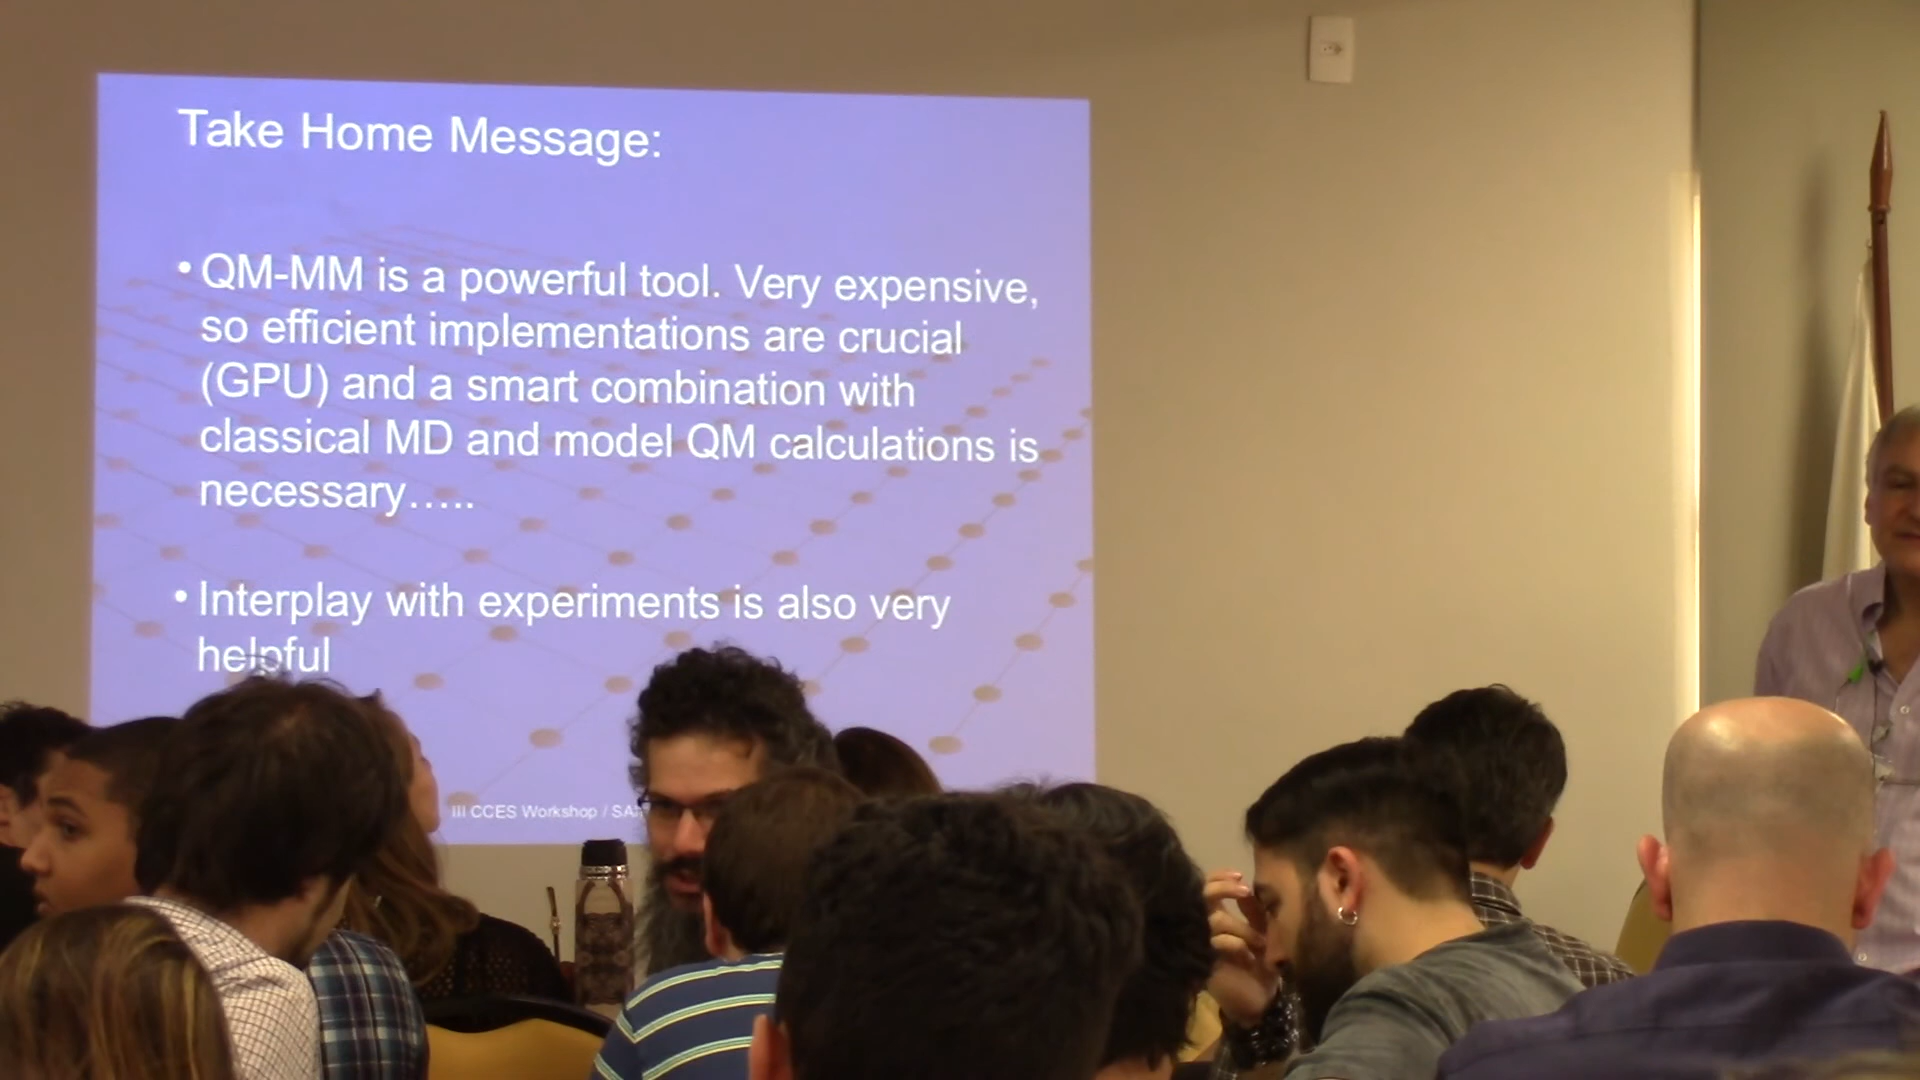 Take Home Message:
• QM-MM is a powerful tool. Very expensive,
so efficient implementations are crucial
(GPU) and a smart combination with
classical MD and model QM calculations is
necessary…..
• Interplay with experiments is also very
helpful
III CCES Workshop /